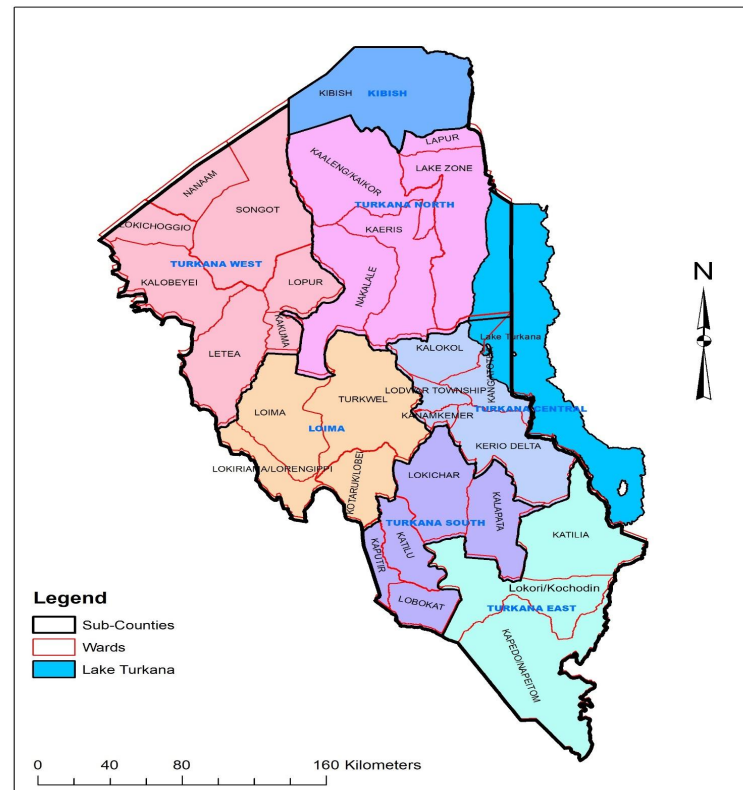 KIBISH KIBISH
LAPUR
KAALENG/KAIKOR
LAKE ZONE
NANAAM
SONGOT
TURKANA NORTH
LOKICHOGGIO
KAERIS
TURKANA WEST
KALOBEYEI
LOPUR
NAKALALE
N
KAKUMA
LETEA
KALOKOL
Lake Turkana
KANGATOTHA
LODWAR TOWNSHIP
TURKWEL
LOIMA
KANAMKEMER
TURKANA CENTRAL
LOIMA
KERIO DELTA
LOKIRIAMA/LORENGIPPI
KOTARUK/LOBEI
LOKICHAR
KALAPATA
TURKANA SOUTH
KATILIA
KAPUTIR
KATILU
Lokori/Kochodin
LOBOKAT
TURKANA EAST
KAPEDO/NAPEITOM
Legend
Sub-Counties
Wards
Lake Turkana
0 40 80 160 Kilometers